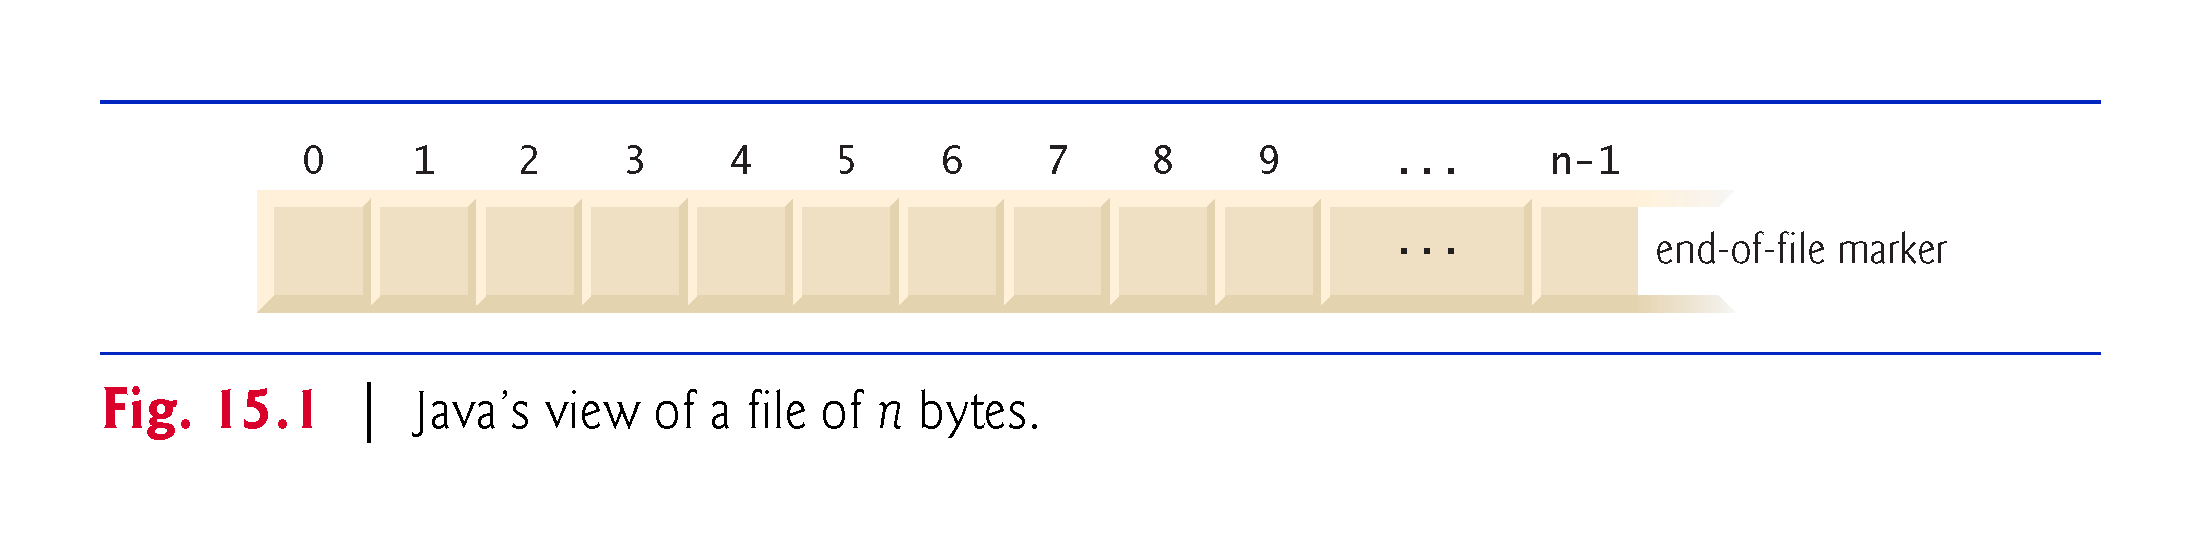 0 1 2 3 4 5 6 7 8 9 ... n-1
... end-of-file marker
Fig. 15.1 | Java’s view of a file of n bytes.